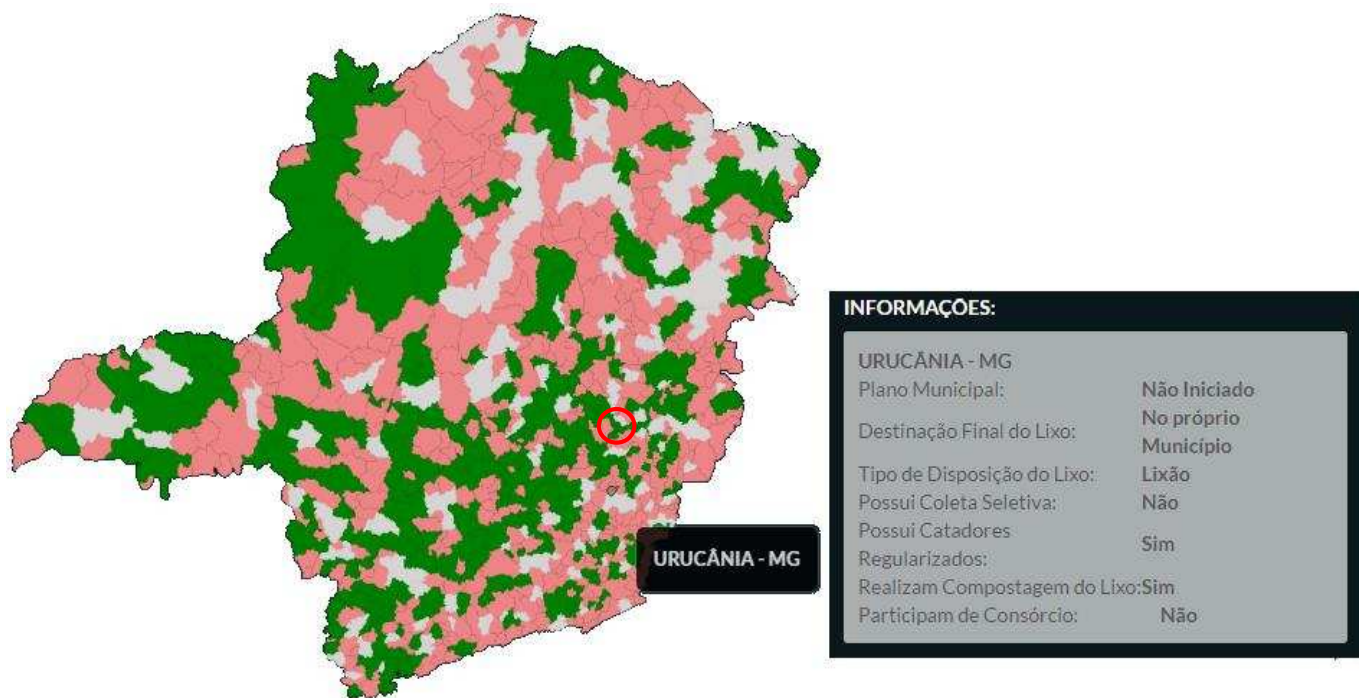 URUCÂNIA - MG
INFORMAÇÕES:
URUCÂNIA - MG
Plano Municipal: Não Iniciado
Destinação Final do Lixo: No próprio
Município
Tipo de Disposição do Lixo: Lixão
Possui Coleta Seletiva: Não
Possui Catadores
Regularizados: Sim
Realizam Compostagem do Lixo:Sim
Participam de Consórcio: Não